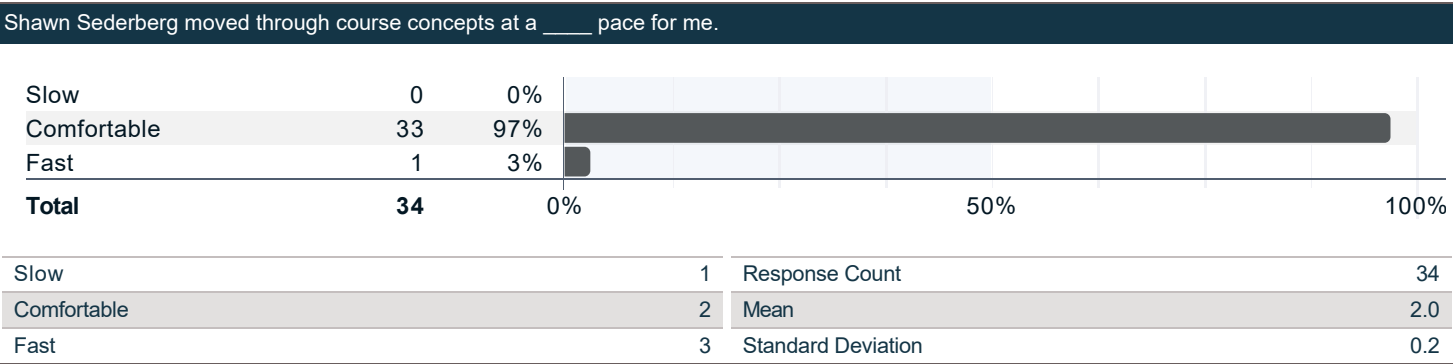 Shawn Sederberg moved through course concepts at a ____ pace for me.
Slow 0 0%
Comfortable 33 97%
Fast 1 3%
Total 34 0% 50% 100%
Slow 1 Response Count 34
Comfortable 2 Mean 2.0
Fast 3 Standard Deviation 0.2